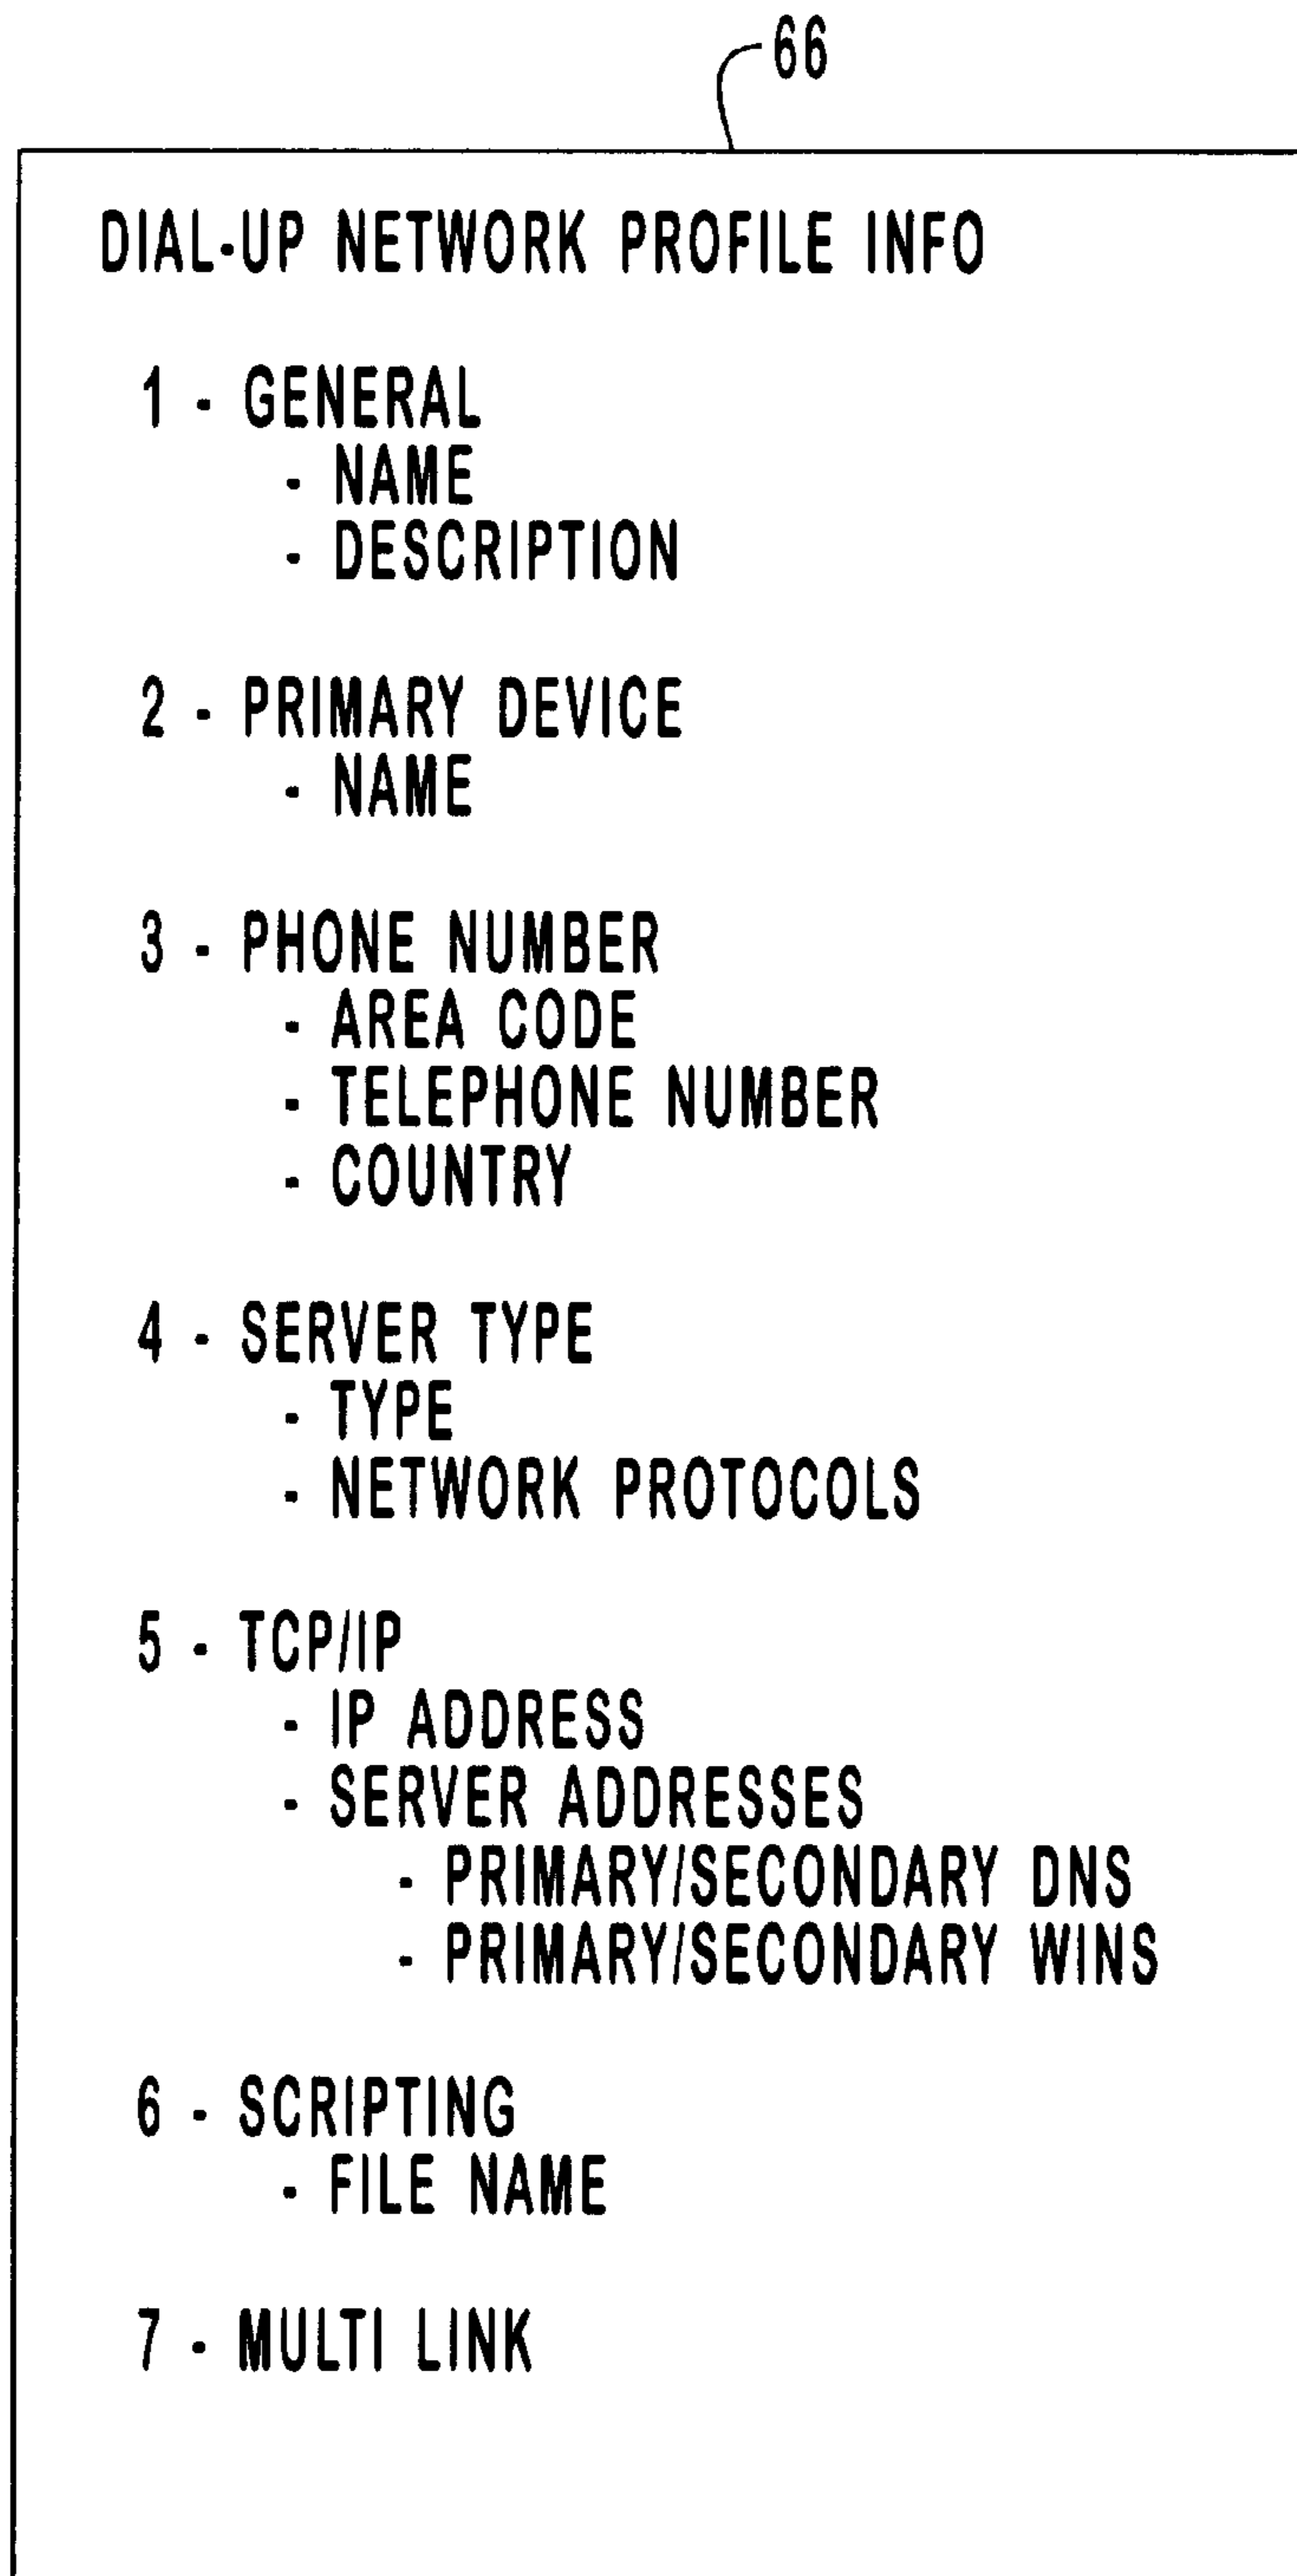 66
DIAL-UP NETWORK PROFILE INFO
1 - GENERAL
- NAME
- DESCRIPTION
2 - PRIMARY DEVICE
- NAME
3 - PHONE NUMBER
- AREA CODE
- TELEPHONE NUMBER
- COUNTRY
4 - SERVER TYPE
- TYPE
- NETWORK PROTOCOLS
5 - TCP/IP
- IP ADDRESS
- SERVER ADDRESSES
- PRIMARY/SECONDARY DNS
- PRIMARY/SECONDARY WINS
6 - SCRIPTING
- FILE NAME
7 - MULTI LINK